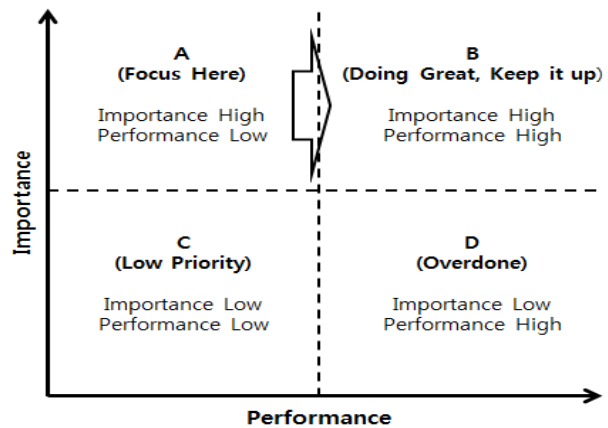 A
(Focus Here)
Importance High
Performance Low
B
(Doing Great, Keep it up)
Importance High
Performance High
Importance
C
(Low Priority)
Importance Low
Performance Low
D
(Overdone)
Importance Low
Performance High
Performance